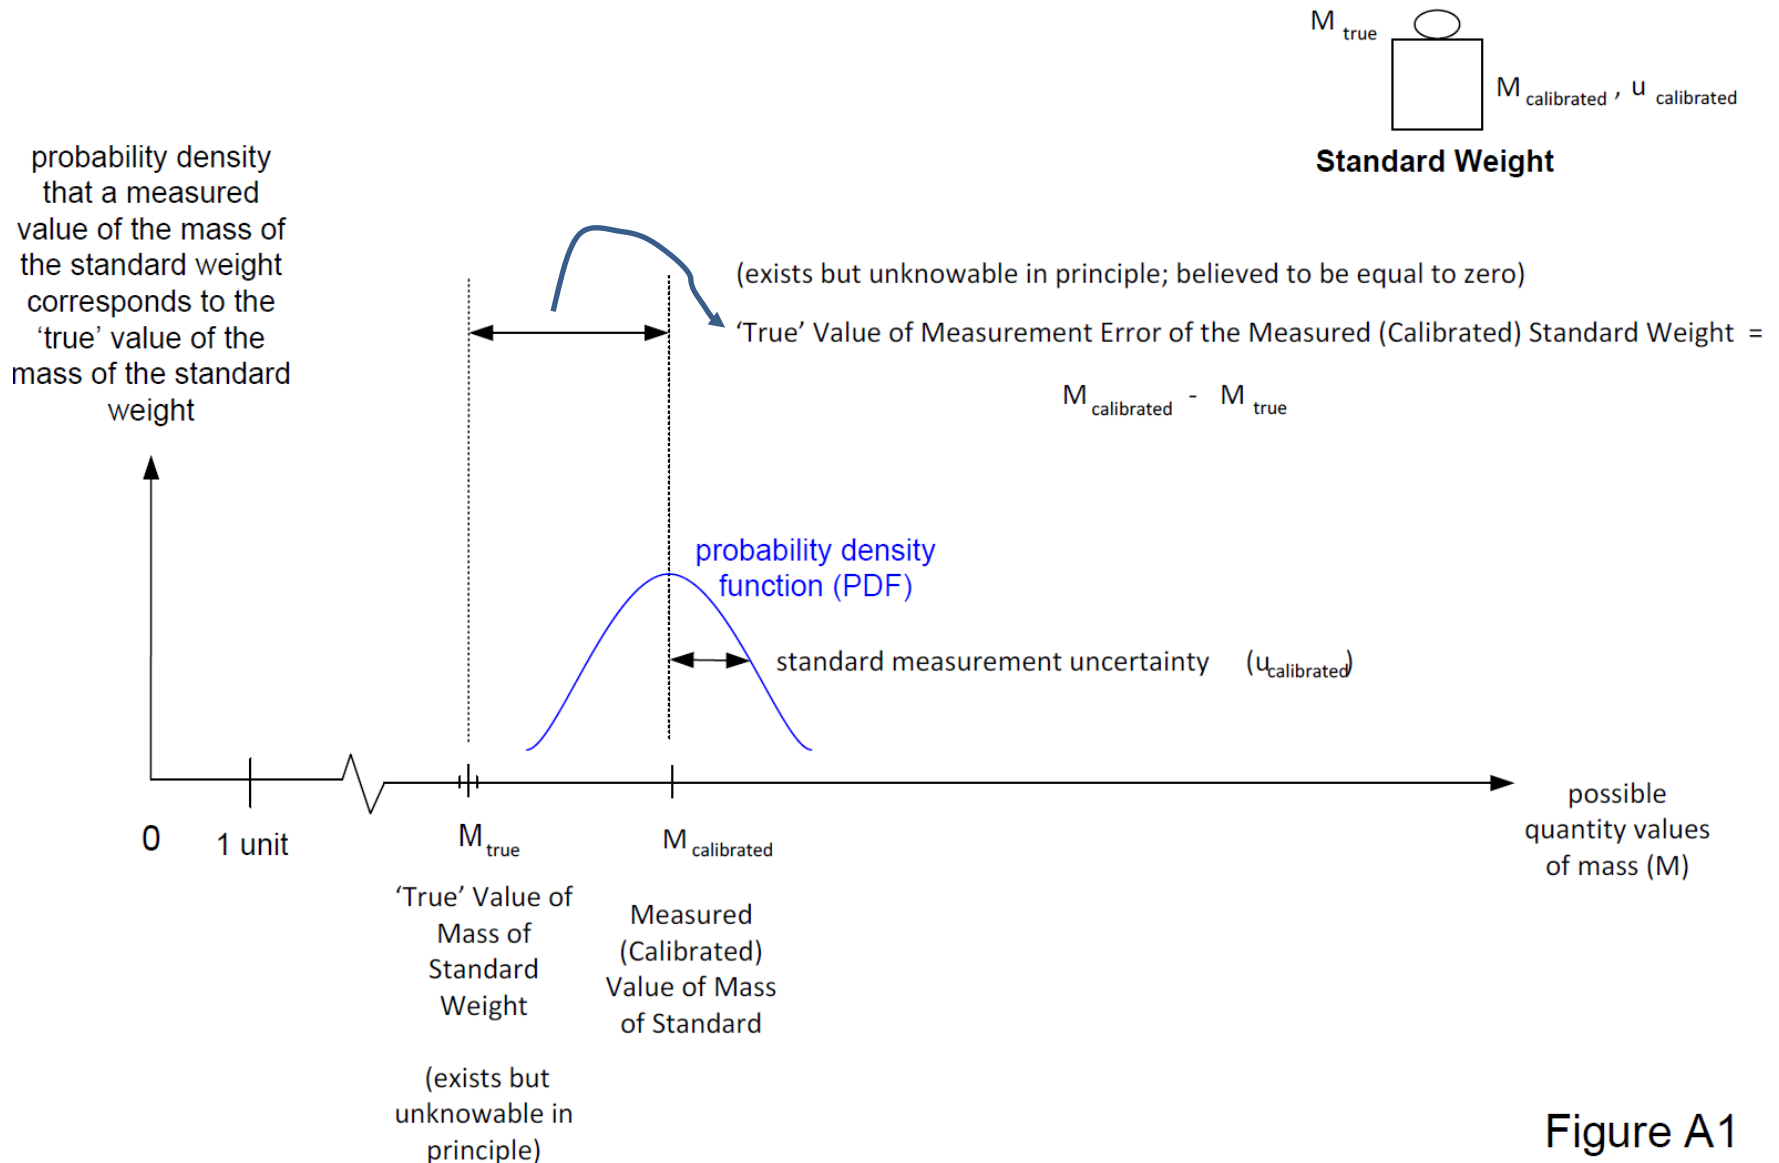 M true
M calibrated , u calibrated
Standard Weight
probability density
that a measured
value of the mass of
the standard weight
corresponds to the
‘true’ value of the
mass of the standard
weight
(exists but unknowable in principle; believed to be equal to zero)
‘True’ Value of Measurement Error of the Measured (Calibrated) Standard Weight =
M calibrated - M true
probability density
function (PDF)
standard measurement uncertainty (ucalibrated)
0
1 unit
M true
M calibrated
possible
quantity values
of mass (M)
‘True’ Value of
Mass of
Standard
Weight
(exists but
unknowable in
principle)
Measured
(Calibrated)
Value of Mass
of Standard
Figure A1